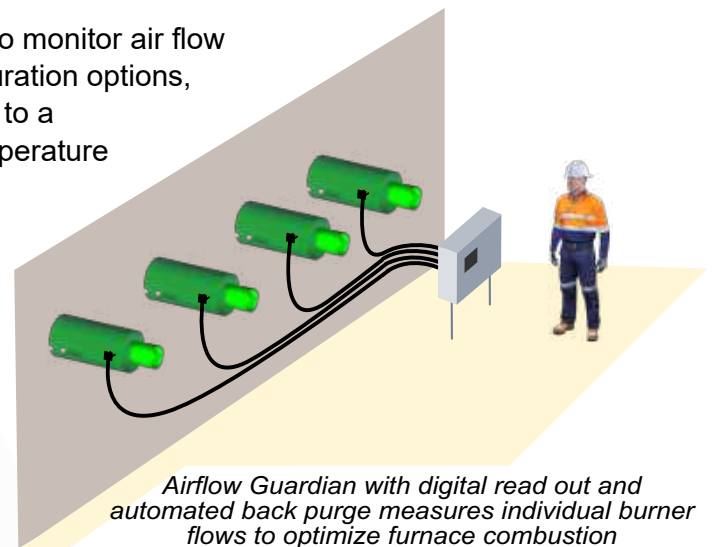 o monitor air flow
uration options,
to a
perature
Airflow Guardian with digital read out and
automated back purge measures individual burner
flows to optimize furnace combustion